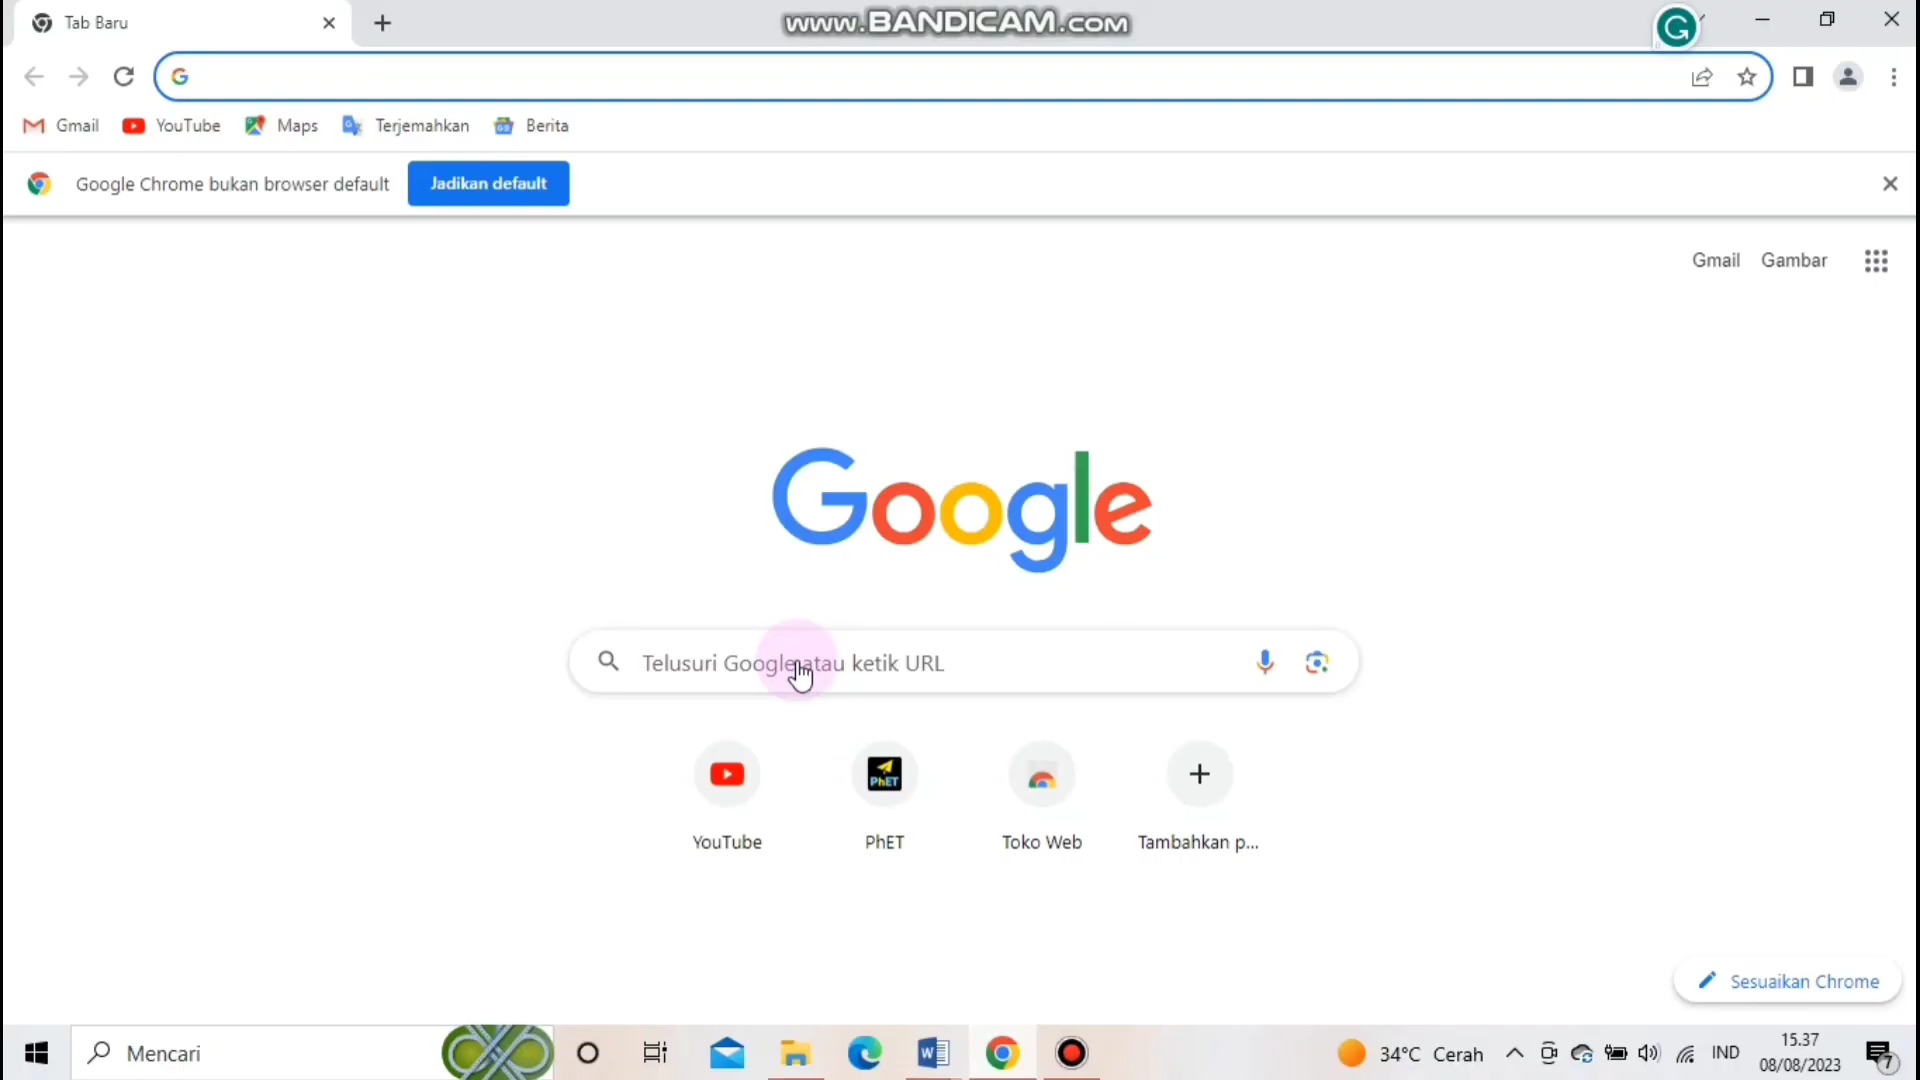 Tab Baru
www.BANDICAM.com
Gmail
YouTube
Maps
Terjemahkan
Berita
Google Chrome bukan browser default
Jadikan default
Gmail
Gambar
Google
Telusuri Google atau ketik URL
YouTube
PhET
PhET
Toko Web
Tambahkan p...
Sesuaikan Chrome
Mencari
34°C Cerah
IND
15.37
08/08/2023
7